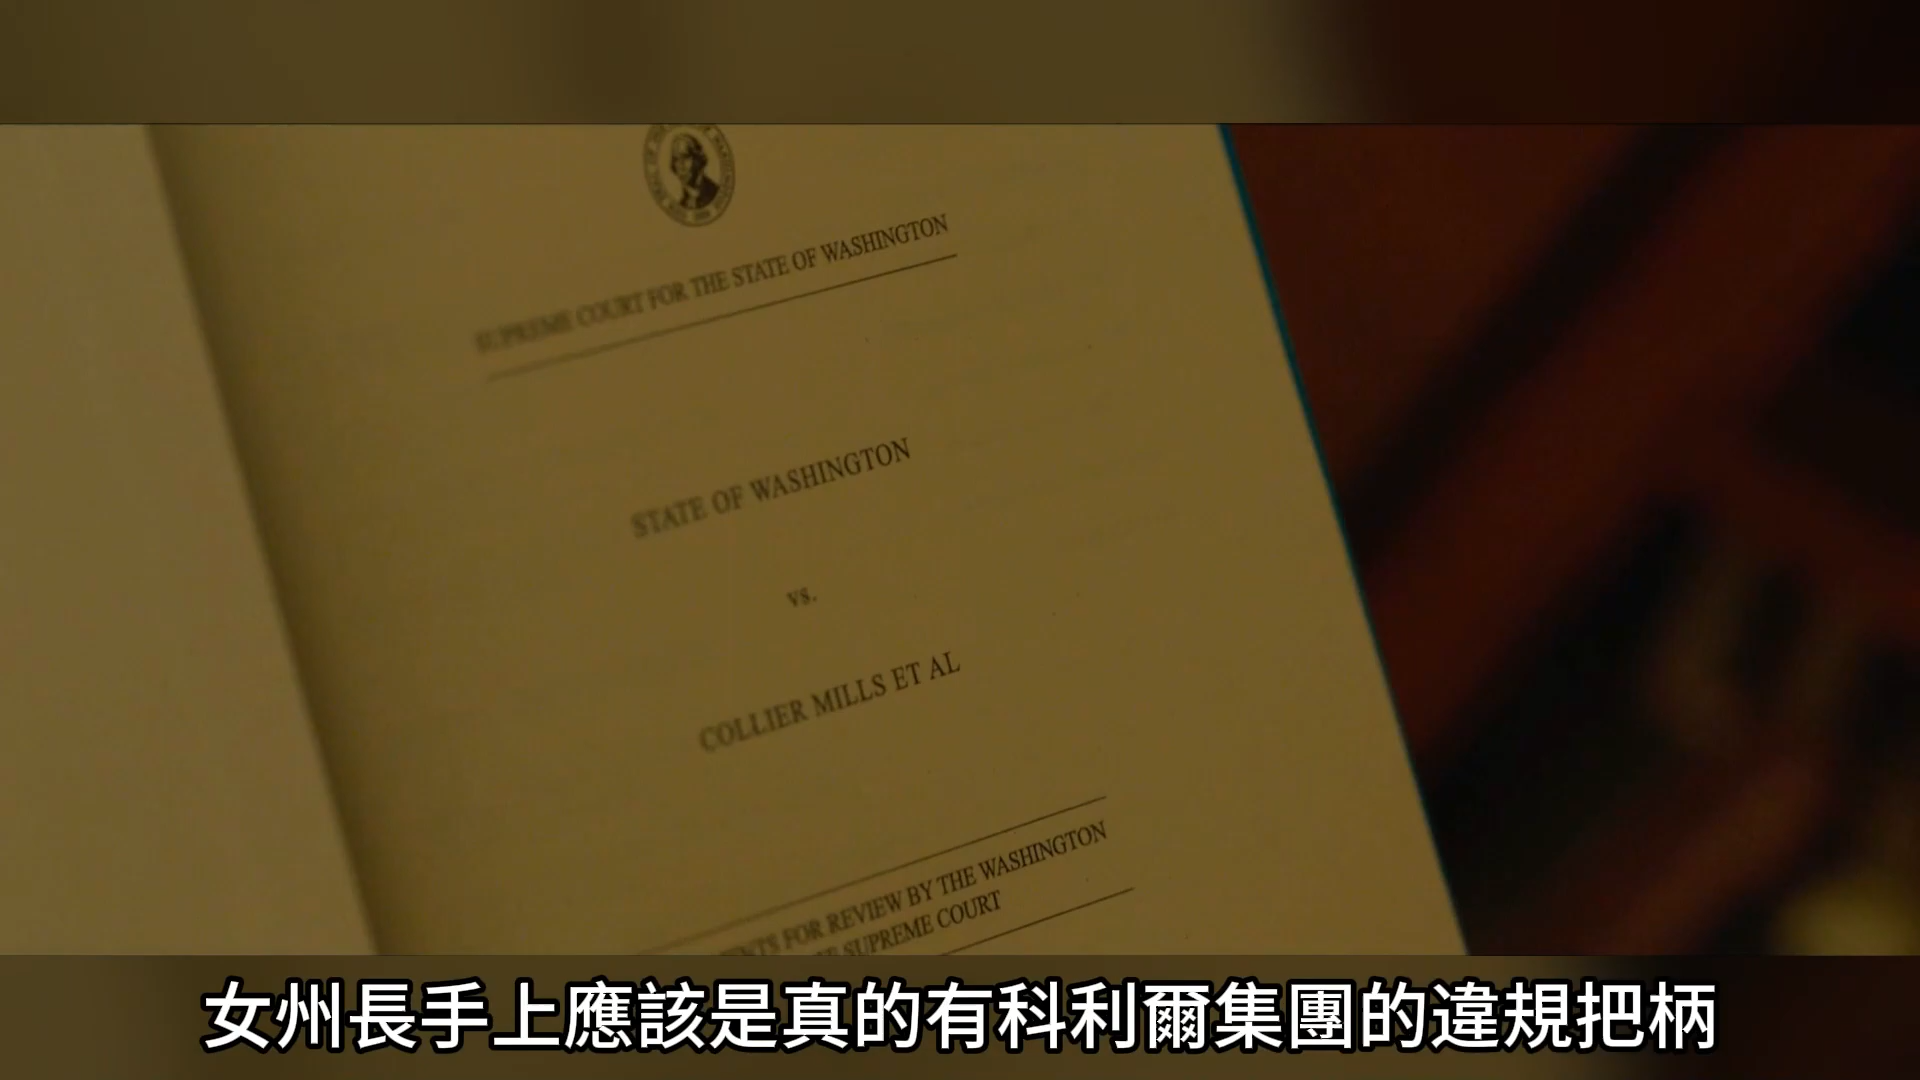 SUPREME COURT FOR THE STATE OF WASHINGTON
STATE OF WASHINGTON
vs.
COLLIER MILLS ET AL
FOR REVIEW BY THE WASHINGTON
SUPREME COURT
女州長手上應該是真的有科利爾集團的違規把柄